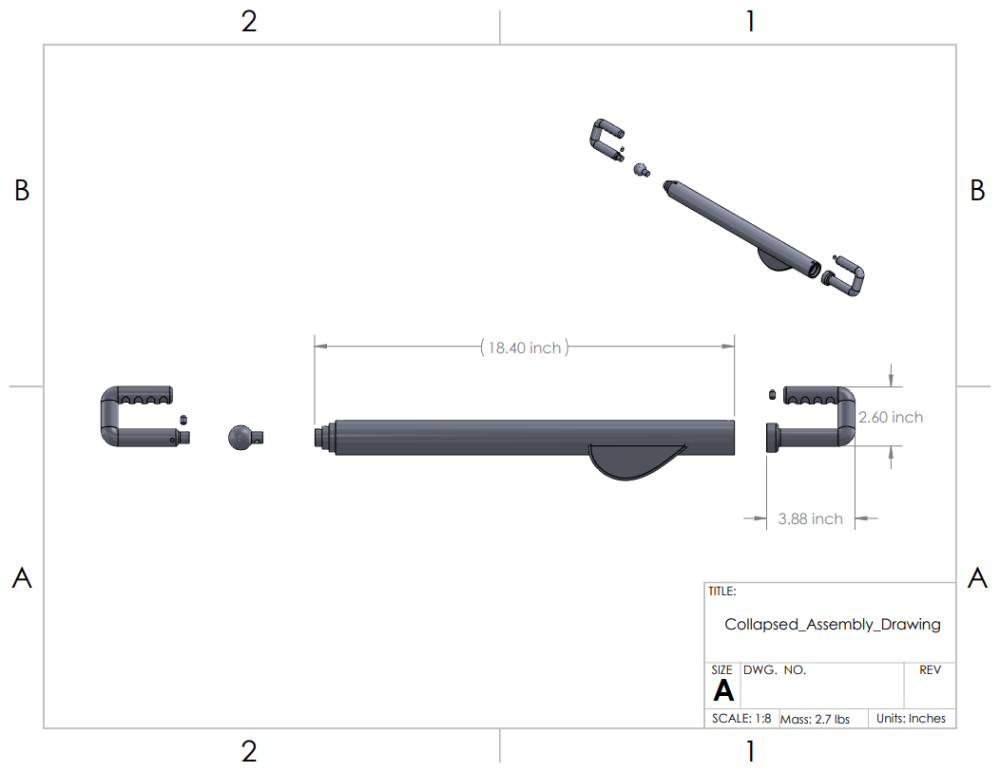 2 1
B B
( 18.40 inch )
2.60 inch
3.88 inch
A A
TITLE:
Collapsed_Assembly_Drawing
SIZE DWG. NO. REV
A
SCALE: 1:8 Mass: 2.7 lbs Units: Inches
2 1